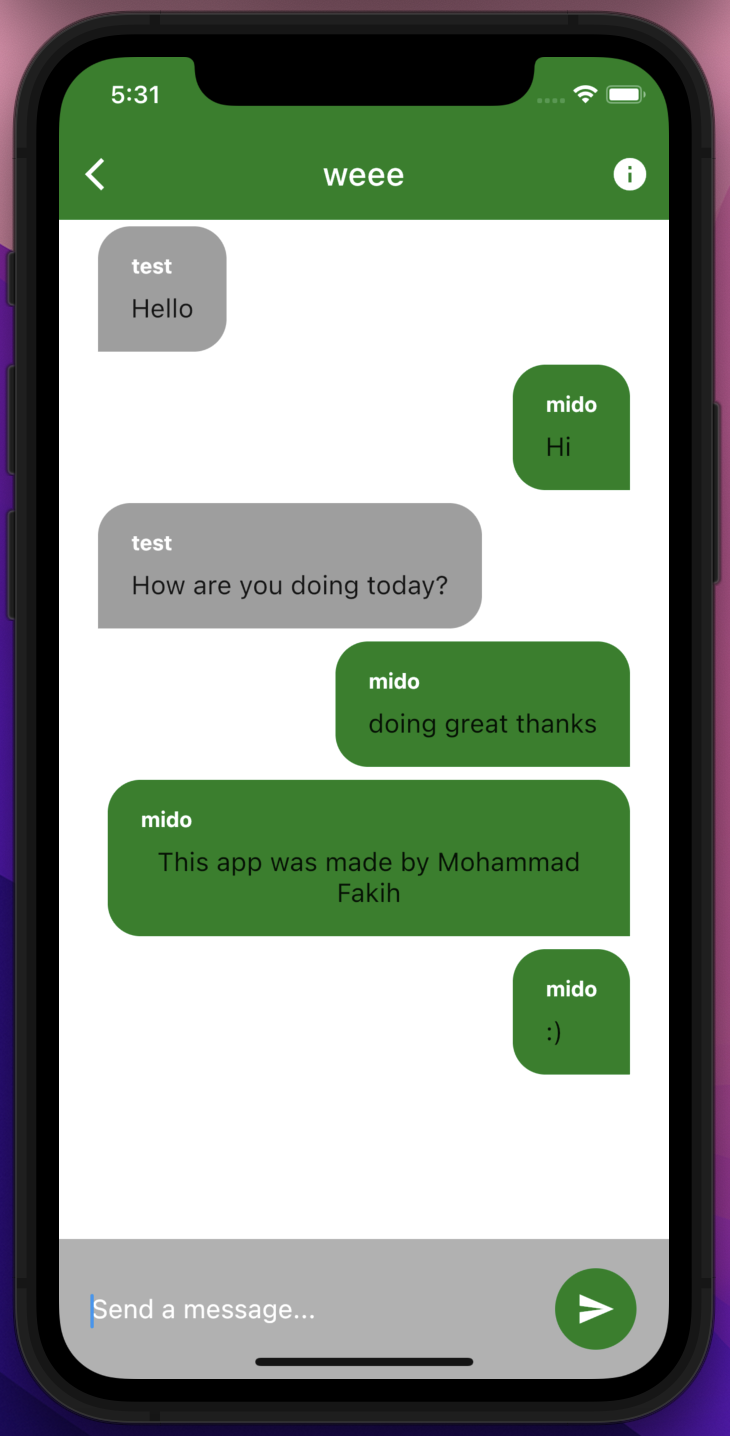 5:31
weee
test
Hello
mido
Hi
test
How are you doing today?
mido
doing great thanks
mido
This app was made by Mohammad
Fakih
mido
:)
Send a message...